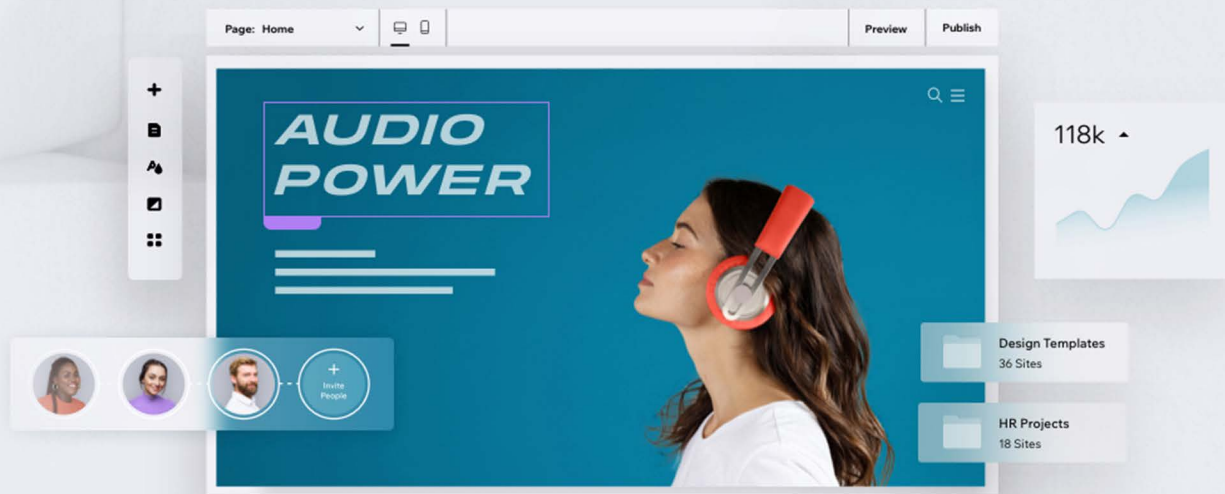 Page: Home
Preview
Publish
AUDIO
POWER
118k
Invite
People
Design Templates
36 Sites
HR Projects
18 Sites